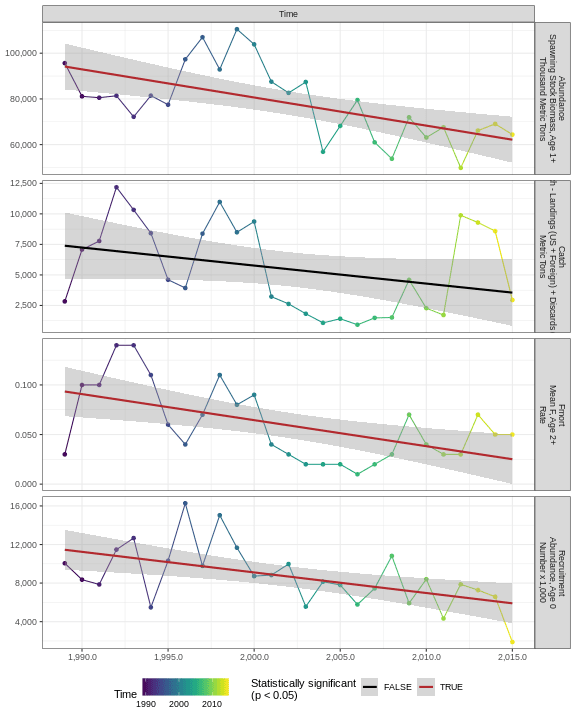 Time
100,000
80,000
60,000
Abundance
Spawning Stock Biomass, Age 1+
Thousand Metric Tons
12,500
10,000
7,500
5,000
2,500
Catch
h - Landings (US + Foreign) + Discards
Metric Tons
0.100
0.050
0.000
Fmort
Mean F, Age 2+
Rate
16,000
12,000
8,000
4,000
Recruitment
Abundance, Age 0
Number x 1,000
1,990.0 1,995.0 2,000.0 2,005.0 2,010.0 2,015.0
Time
1990 2000 2010
Statistically significant
(p < 0.05)
FALSE TRUE